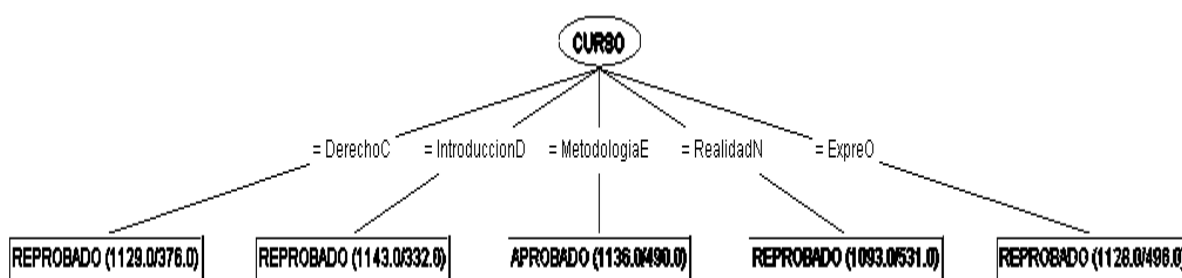 CURSO
= DerechoC = IntroduccionD = MetodologiaE = RealidadN = ExpreO
REPROBADO (1129.0/376.0) REPROBADO (1143.0/332.0) APROBADO (1136.0/490.0) REPROBADO (1093.0/531.0) REPROBADO (1128.0/498.0)